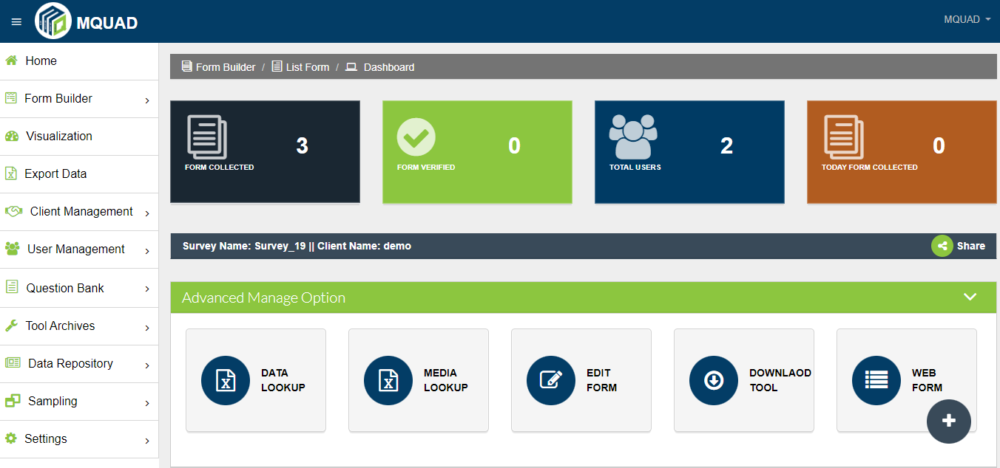 MQUAD
MQUAD
Home
Form Builder
Visualization
Export Data
Client Management
User Management
Question Bank
Tool Archives
Data Repository
Sampling
Settings
Form Builder / List Form / Dashboard
3
FORM COLLECTED
0
FORM VERIFIED
2
TOTAL USERS
0
TODAY FORM COLLECTED
Survey Name: Survey_19 || Client Name: demo
Share
Advanced Manage Option
DATA
LOOKUP
MEDIA
LOOKUP
EDIT
FORM
DOWNLAOD
TOOL
WEB
FORM